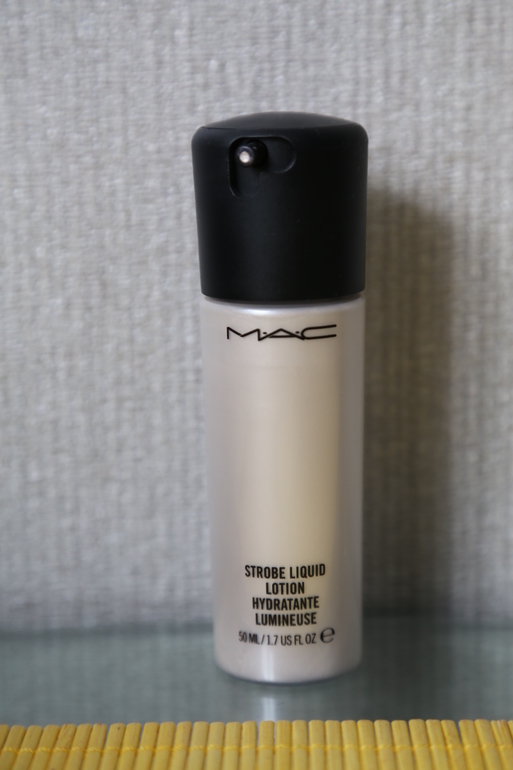 M·A·C
STROBE LIQUID
LOTION
HYDRATANTE
LUMINEUSE
50 ML / 1.7 US FL OZ ℮